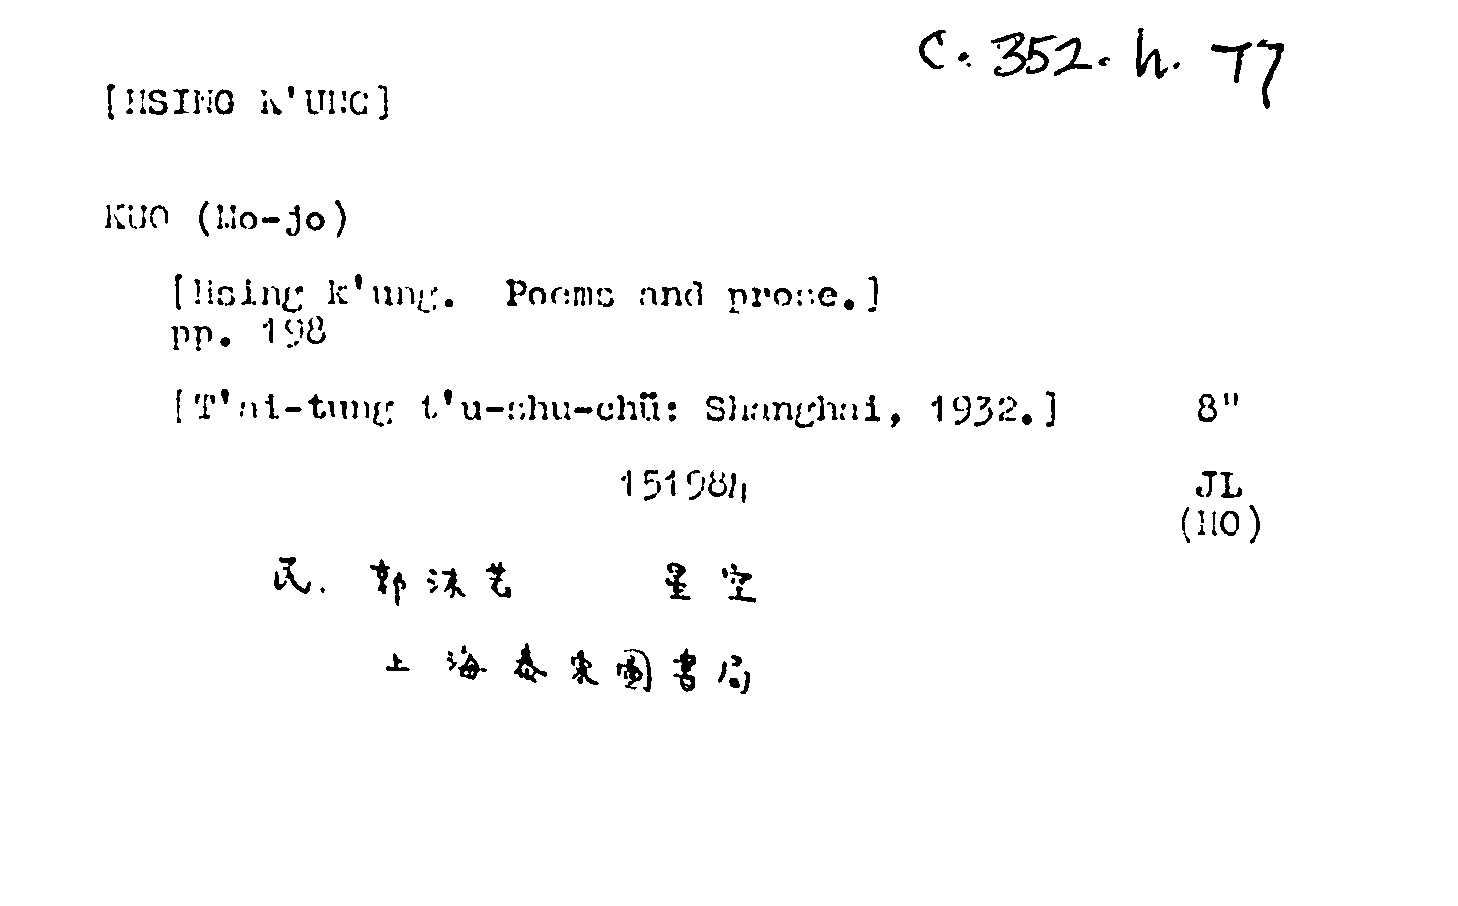 C. 352. h. 77
[HSING K'UNG]
KUO (Mo-jo)
[Hsing k'ung. Poems and prose.]
pp. 198
[T'ai-tung t'u-shu-chü: Shanghai, 1932.] 8"
151984 JL
(HO)
民. 郭沫若 星空
上海泰東圖書局